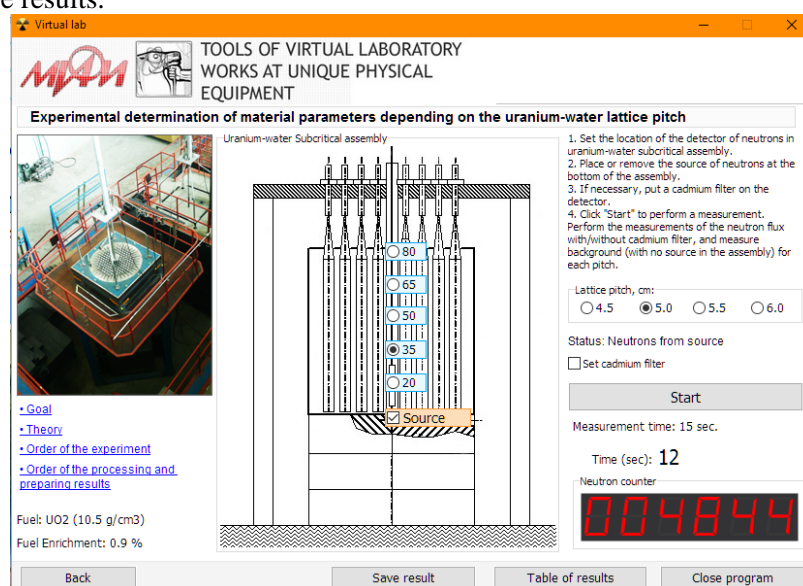 e results.
Virtual lab
МИФИ
TOOLS OF VIRTUAL LABORATORY
WORKS AT UNIQUE PHYSICAL
EQUIPMENT
Experimental determination of material parameters depending on the uranium-water lattice pitch
Uranium-water Subcritical assembly
80
65
50
35
20
Source
1. Set the location of the detector of neutrons in
uranium-water subcritical assembly.
2. Place or remove the source of neutrons at the
bottom of the assembly.
3. If necessary, put a cadmium filter on the
detector.
4. Click "Start" to perform a measurement.
Perform the measurements of the neutron flux
with/without cadmium filter, and measure
background (with no source in the assembly) for
each pitch.
Lattice pitch, cm:
4.5 5.0 5.5 6.0
Status: Neutrons from source
Set cadmium filter
Start
Measurement time: 15 sec.
Time (sec): 12
Neutron counter
004844
• Goal
• Theory
• Order of the experiment
• Order of the processing and
preparing results
Fuel: UO2 (10.5 g/cm3)
Fuel Enrichment: 0.9 %
Back
Save result
Table of results
Close program